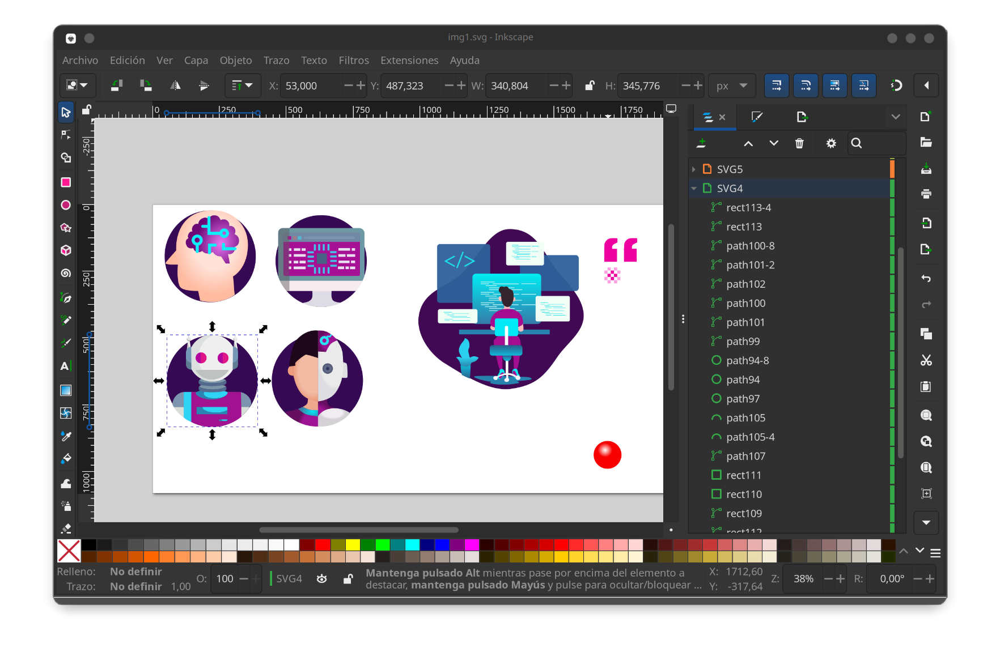 img1.svg - Inkscape
Archivo Edición Ver Capa Objeto Trazo Texto Filtros Extensiones Ayuda
X: 53,000 Y: 487,323 W: 340,804 H: 345,776 px
0 250 500 750 1000 1250 1500 1750
-250
0
250
500
750
1000
</>
SVG5
SVG4
rect113-4
rect113
path100-8
path101-2
path102
path100
path101
path99
path94-8
path94
path97
path105
path105-4
path107
rect111
rect110
rect109
rect112
Relleno: No definir
Trazo: No definir 1,00
O: 100
SVG4
Mantenga pulsado Alt mientras pase por encima del elemento a
destacar, mantenga pulsado Mayús y pulse para ocultar/bloquear ...
X: 1712,60
Y: -317,64
Z: 38%
R: 0,00°